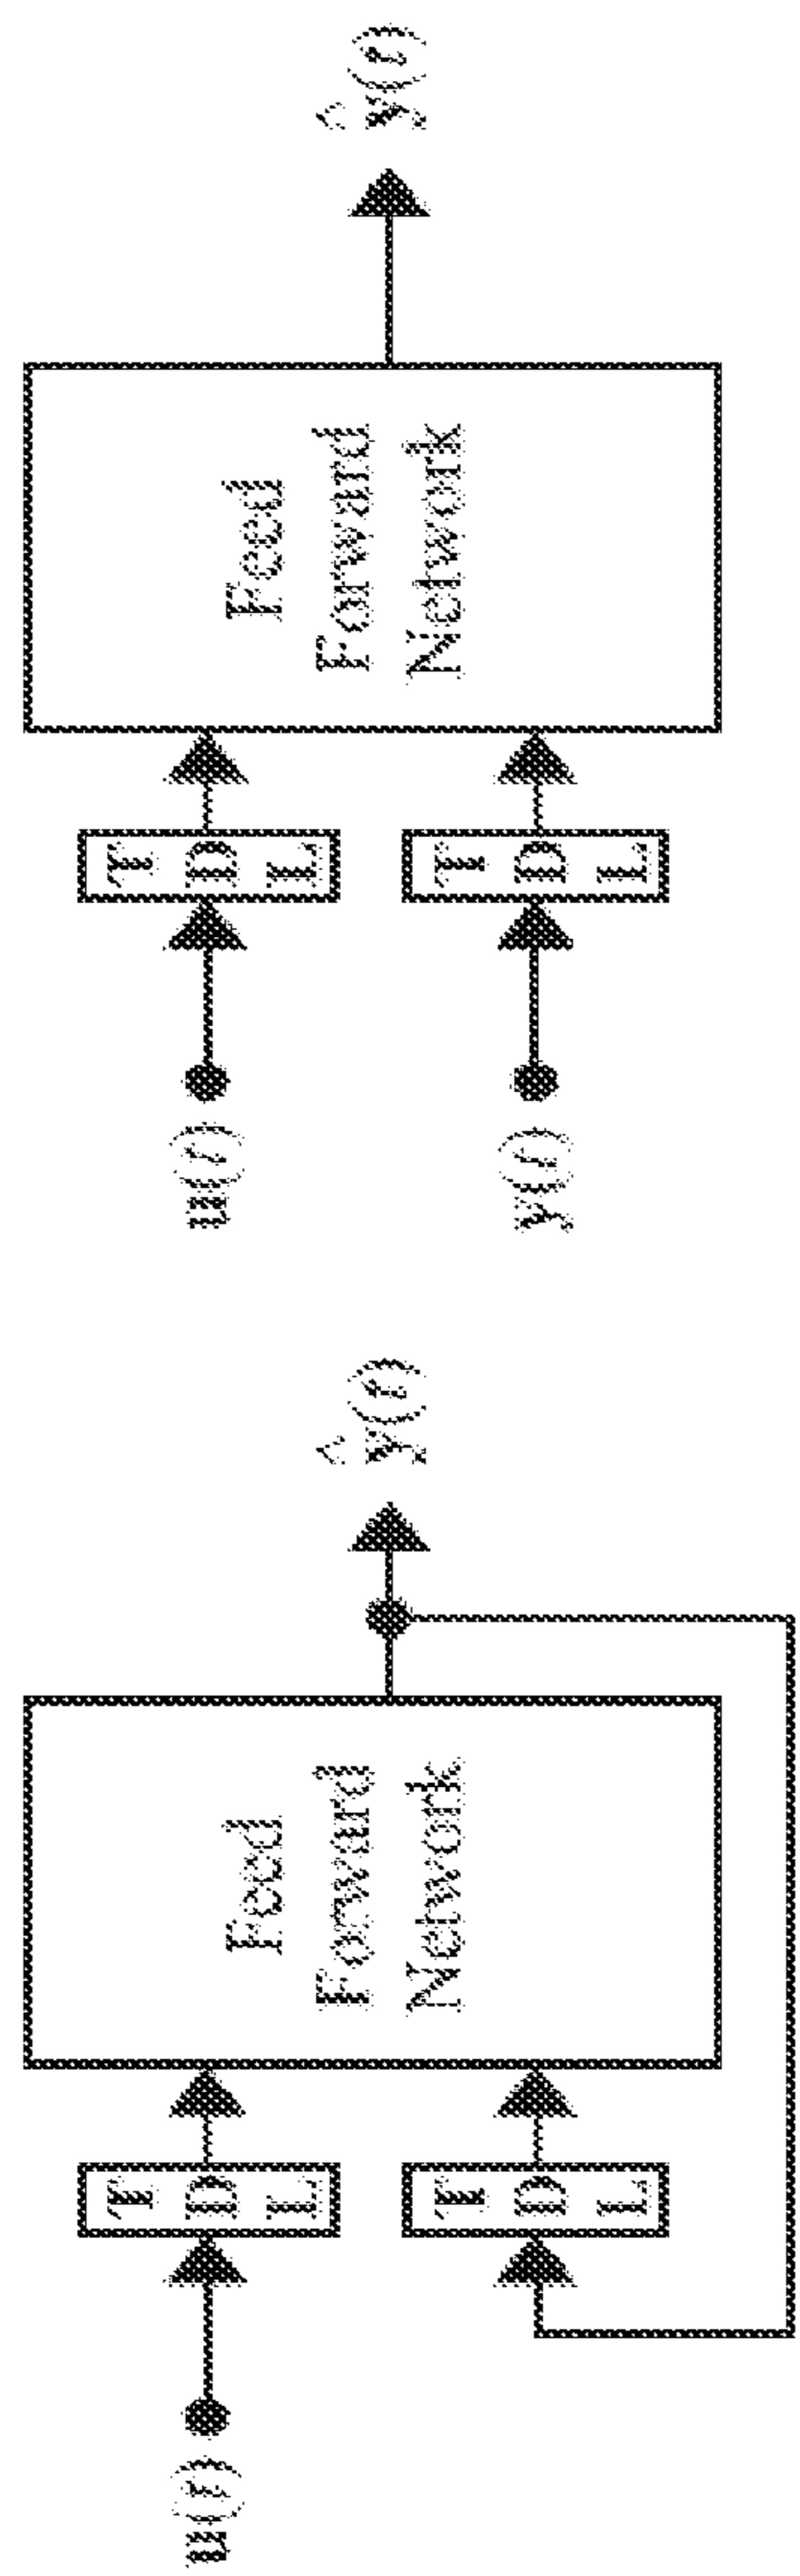 u(t)
T
D
L
T
D
L
Feed
Forward
Network
ŷ(t)
u(t)
y(t)
T
D
L
T
D
L
Feed
Forward
Network
ŷ(t)